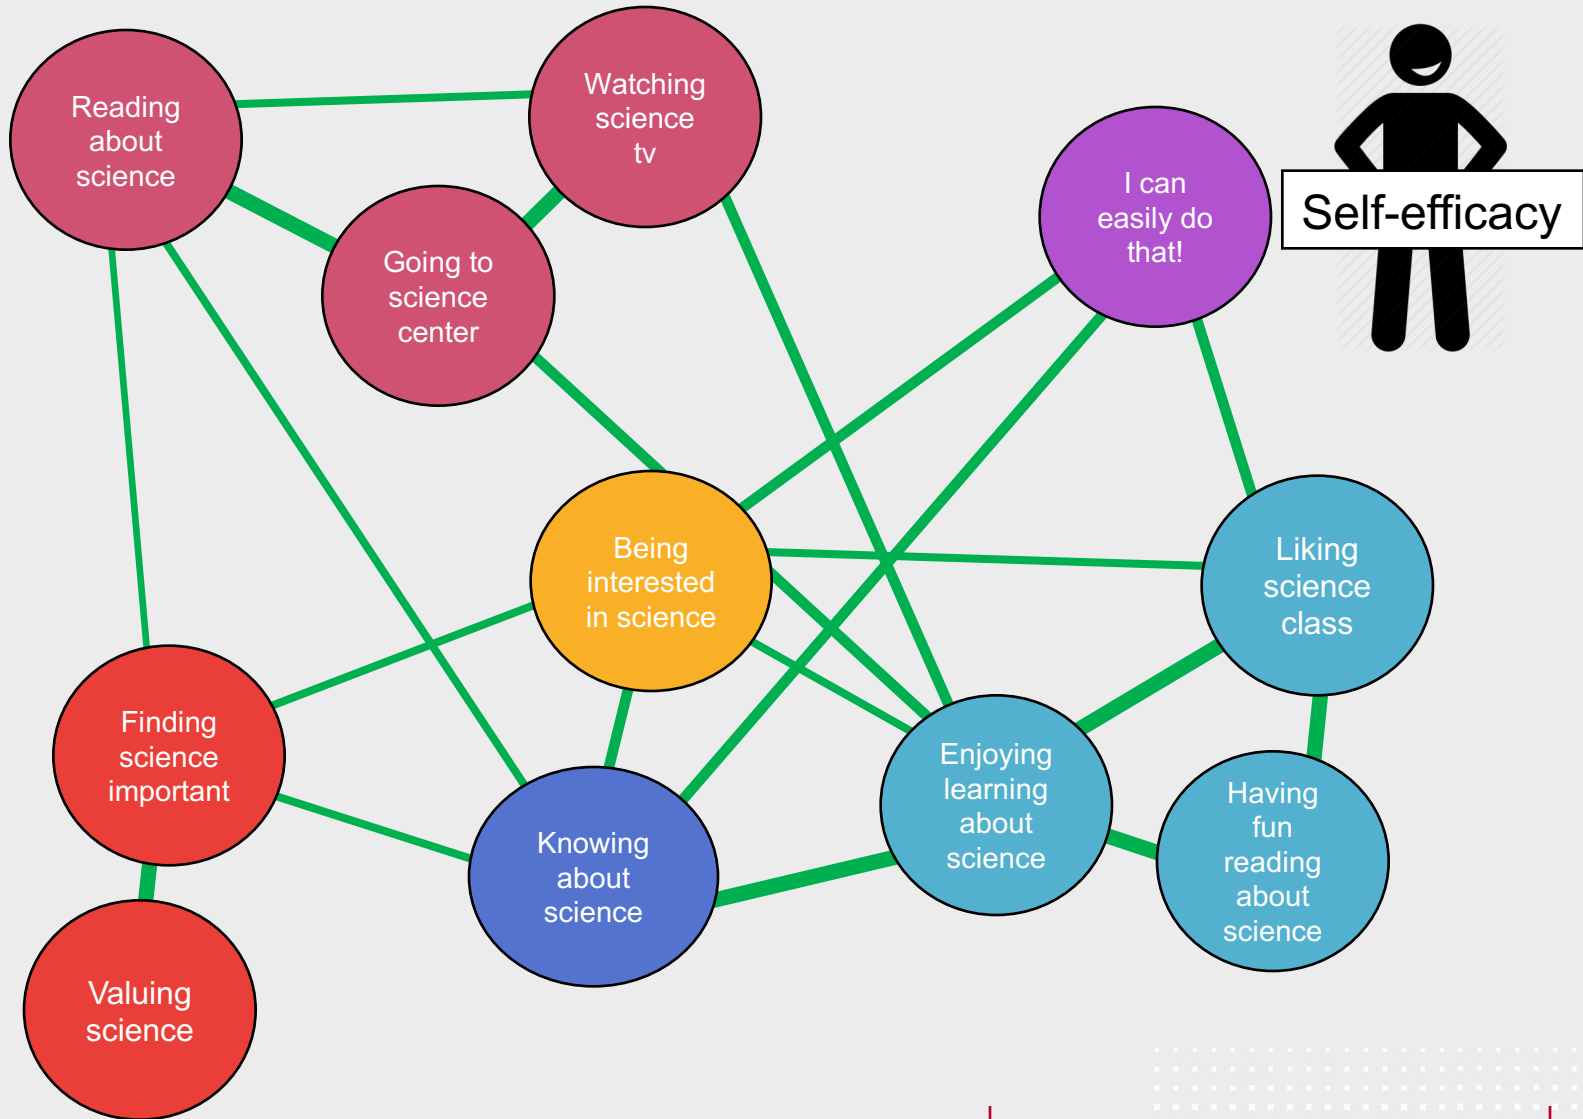 Reading
about
science
Watching
science
tv
Going to
science
center
I can
easily do
that!
Self-efficacy
Being
interested
in science
Liking
science
class
Finding
science
important
Knowing
about
science
Enjoying
learning
about
science
Having
fun
reading
about
science
Valuing
science